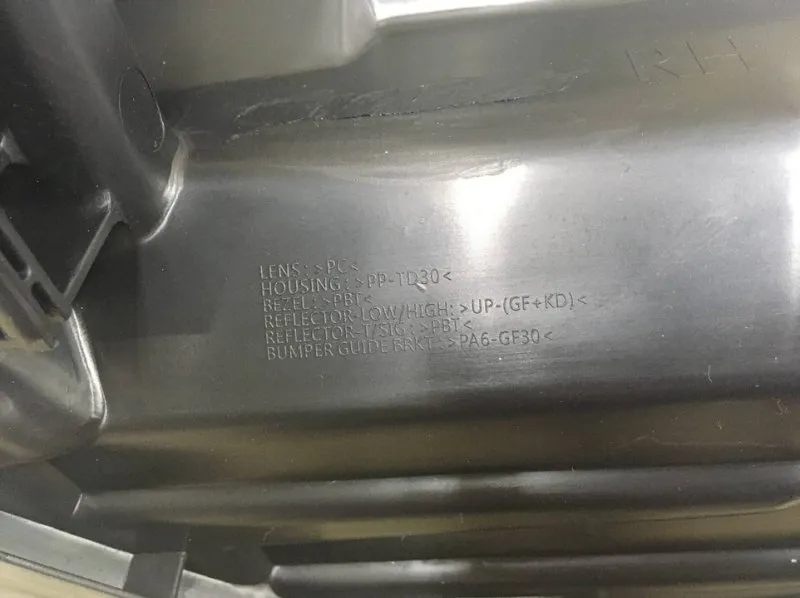 RH
LENS: >PC<
HOUSING: >PP-TD30<
BEZEL: >PBT<
REFLECTOR-LOW/HIGH: >UP-(GF+KD)<
REFLECTOR-T/SIG: >PBT<
BUMPER GUIDE BRKT: >PA6-GF30<